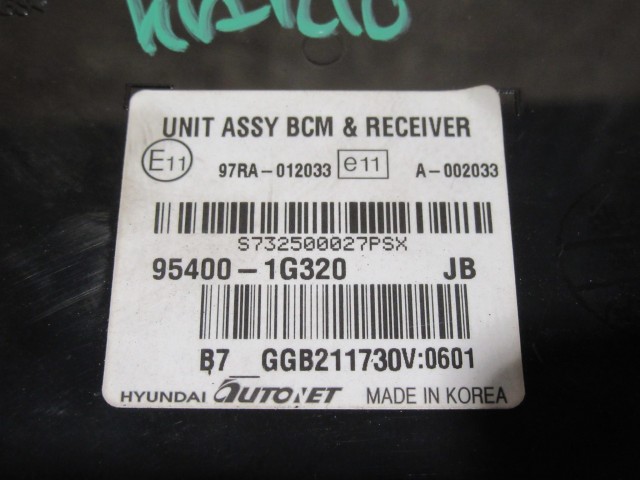 UNIT ASSY BCM & RECEIVER
E11 97RA-012033 e11 A-002033
S732500027PSX
95400-1G320 JB
B7 GGB211730V:0601
HYUNDAI AUTONET MADE IN KOREA